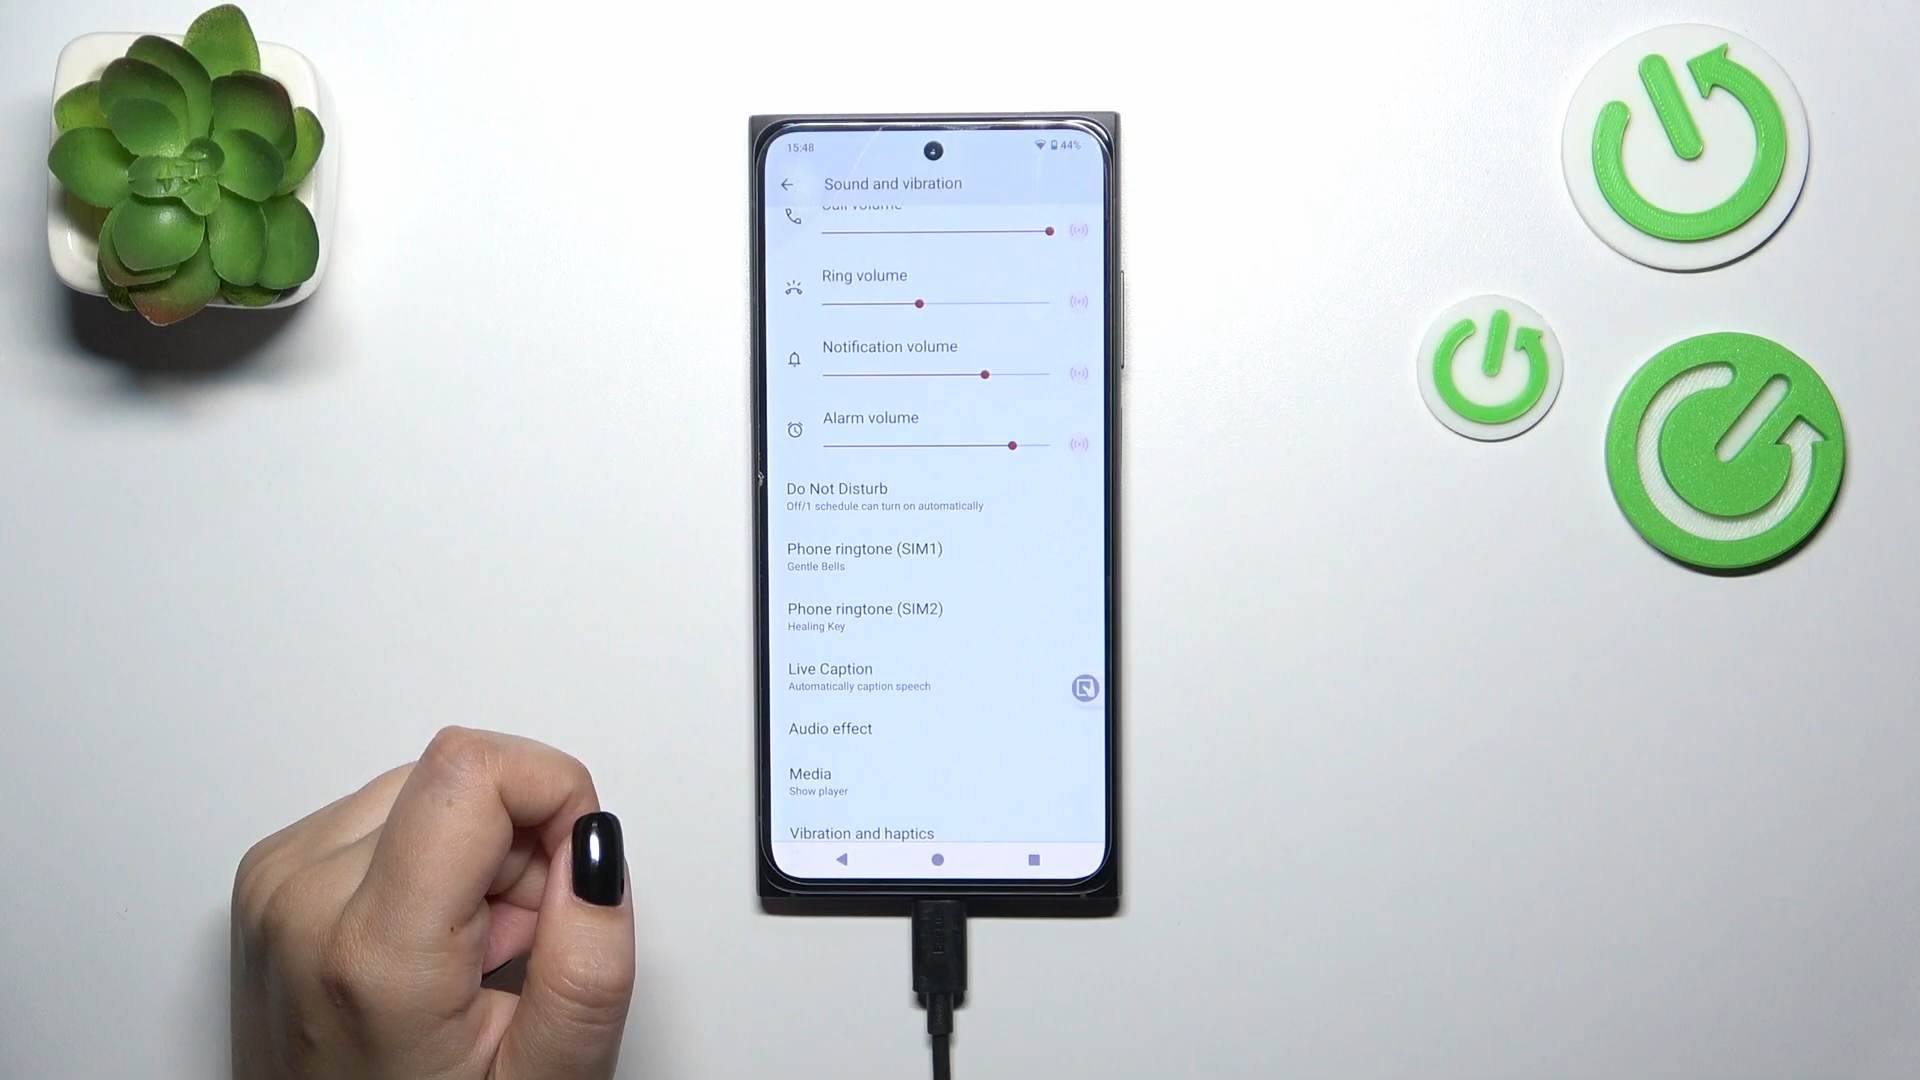 15:48
44%
Sound and vibration
Call volume
Ring volume
Notification volume
Alarm volume
Do Not Disturb
Off/1 schedule can turn on automatically
Phone ringtone (SIM1)
Gentle Bells
Phone ringtone (SIM2)
Healing Key
Live Caption
Automatically caption speech
Audio effect
Media
Show player
Vibration and haptics